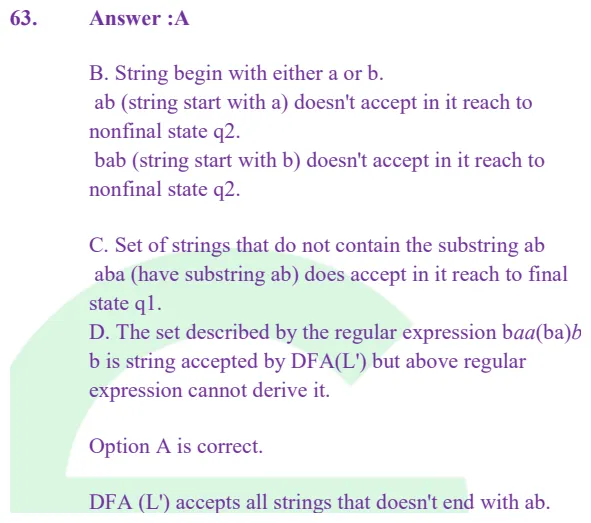 63. Answer :A
B. String begin with either a or b.
ab (string start with a) doesn't accept in it reach to
nonfinal state q2.
bab (string start with b) doesn't accept in it reach to
nonfinal state q2.
C. Set of strings that do not contain the substring ab
aba (have substring ab) does accept in it reach to final
state q1.
D. The set described by the regular expression baa(ba)b
b is string accepted by DFA(L') but above regular
expression cannot derive it.
Option A is correct.
DFA (L') accepts all strings that doesn't end with ab.